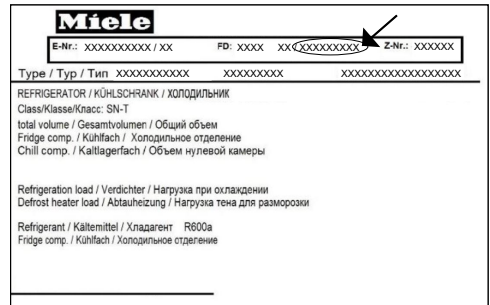 Miele
E-Nr.: XXXXXXXXXX / XX FD: XXXX XX / XXXXXXXXX Z-Nr.: XXXXXX
Type / Typ / Тип XXXXXXXXXXX XXXXXXXXX XXXXXXXXXXXXXXXXXX
REFRIGERATOR / KÜHLSCHRANK / ХОЛОДИЛЬНИК
Class/Klasse/Класс: SN-T
total volume / Gesamtvolumen / Общий объем
Fridge comp. / Kühlfach / Холодильное отделение
Chill comp. / Kaltlagerfach / Объем нулевой камеры
Refrigeration load / Verdichter / Нагрузка при охлаждении
Defrost heater load / Abtauheizung / Нагрузка тена для разморозки
Refrigerant / Kältemittel / Хладагент R600a
Fridge comp. / Kühlfach / Холодильное отделение